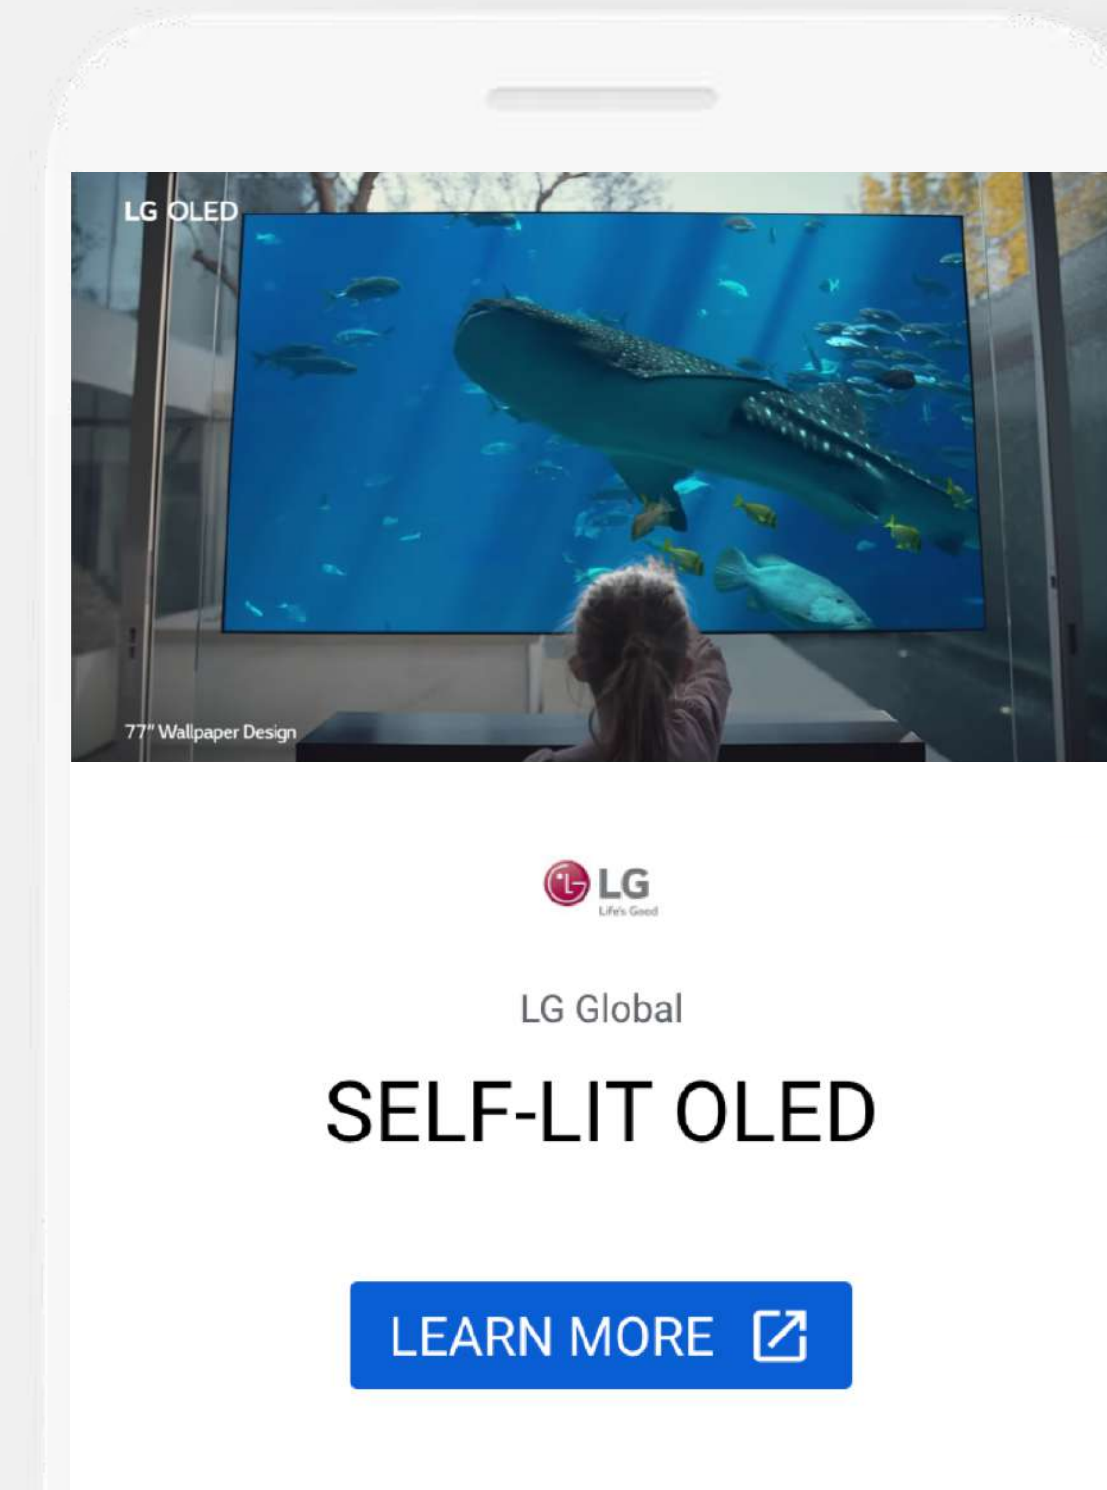 LG OLED
77" Wallpaper Design
LG
Life's Good
LG Global
SELF-LIT OLED
LEARN MORE